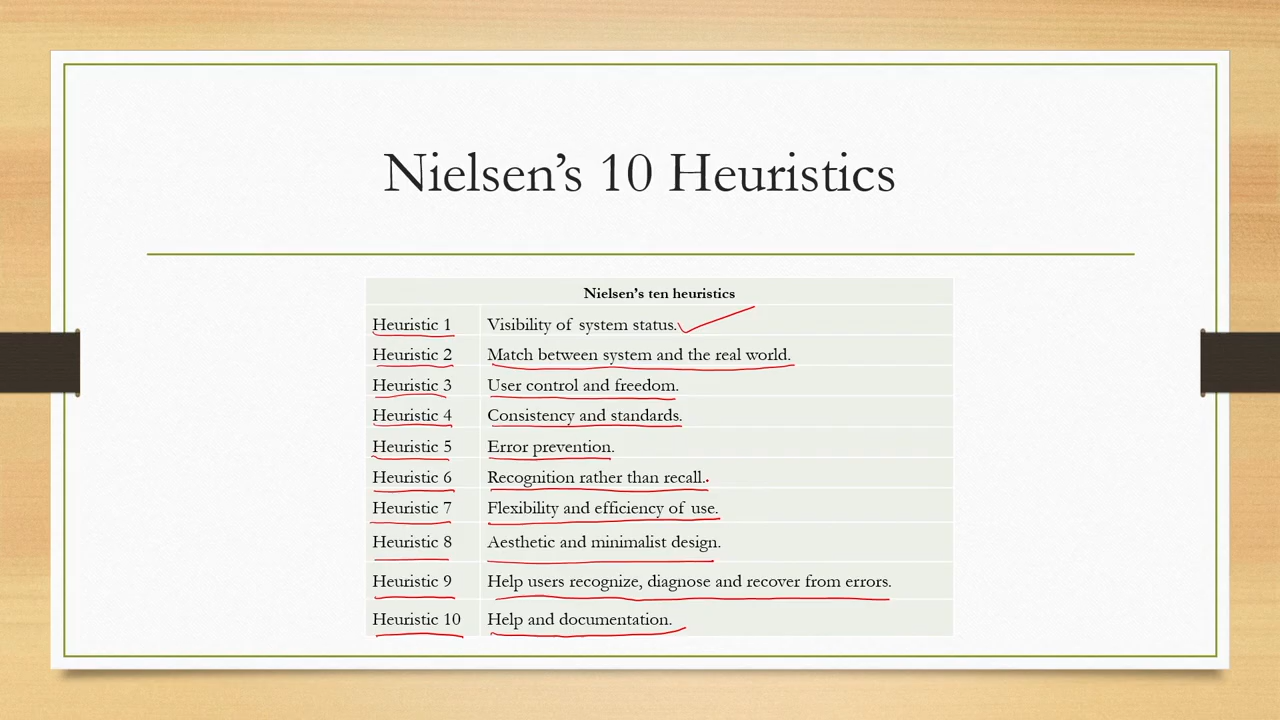 Nielsen’s 10 Heuristics
Nielsen’s ten heuristics
Heuristic 1 Visibility of system status.
Heuristic 2 Match between system and the real world.
Heuristic 3 User control and freedom.
Heuristic 4 Consistency and standards.
Heuristic 5 Error prevention.
Heuristic 6 Recognition rather than recall.
Heuristic 7 Flexibility and efficiency of use.
Heuristic 8 Aesthetic and minimalist design.
Heuristic 9 Help users recognize, diagnose and recover from errors.
Heuristic 10 Help and documentation.